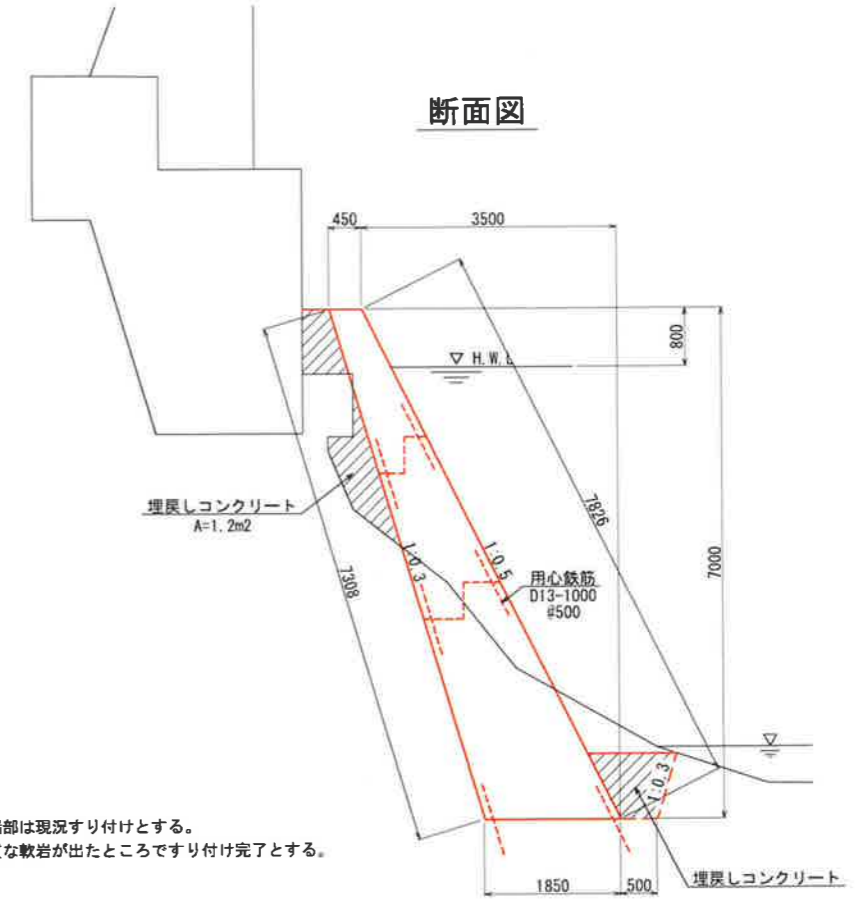 断面図
450
3500
800
▽ H.W.L
埋戻しコンクリート
A=1.2m2
7826
7000
7308
1:0.3
1:0.5
用心鉄筋
D13-1000
@500
▽
1:0.3
部は現況すり付けとする。
な軟岩が出たところですり付け完了とする。
1850
500
埋戻しコンクリート